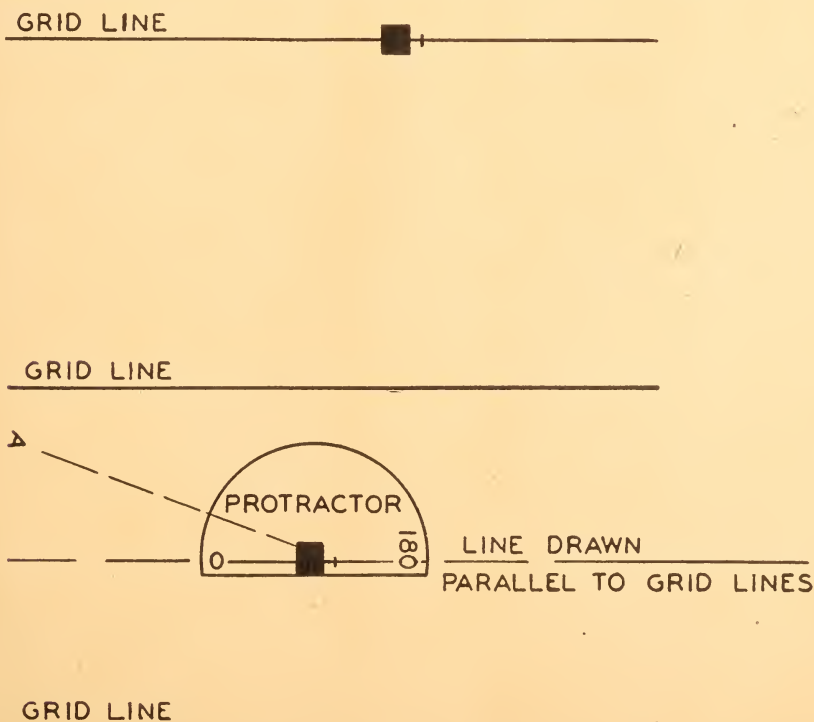 GRID LINE
GRID LINE
A
PROTRACTOR
0
180
LINE DRAWN
PARALLEL TO GRID LINES
GRID LINE